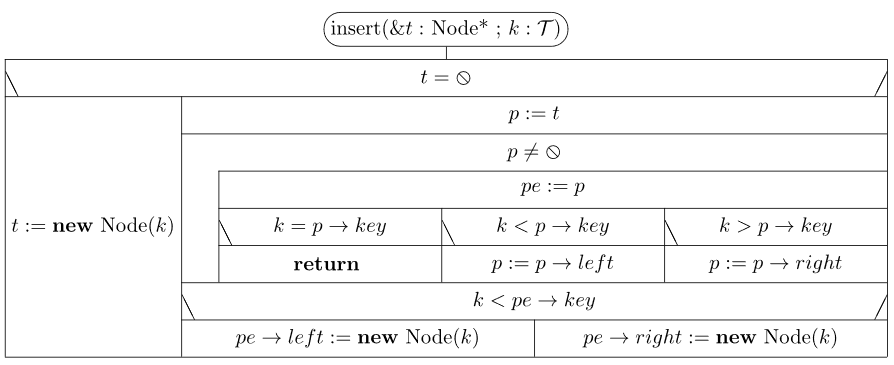 insert(&t : Node* ; k : 𝒯)
t = ⦸
p := t
p ≠ ⦸
pe := p
t := new Node(k)
k = p → key
k < p → key
k > p → key
return
p := p → left
p := p → right
k < pe → key
pe → left := new Node(k)
pe → right := new Node(k)